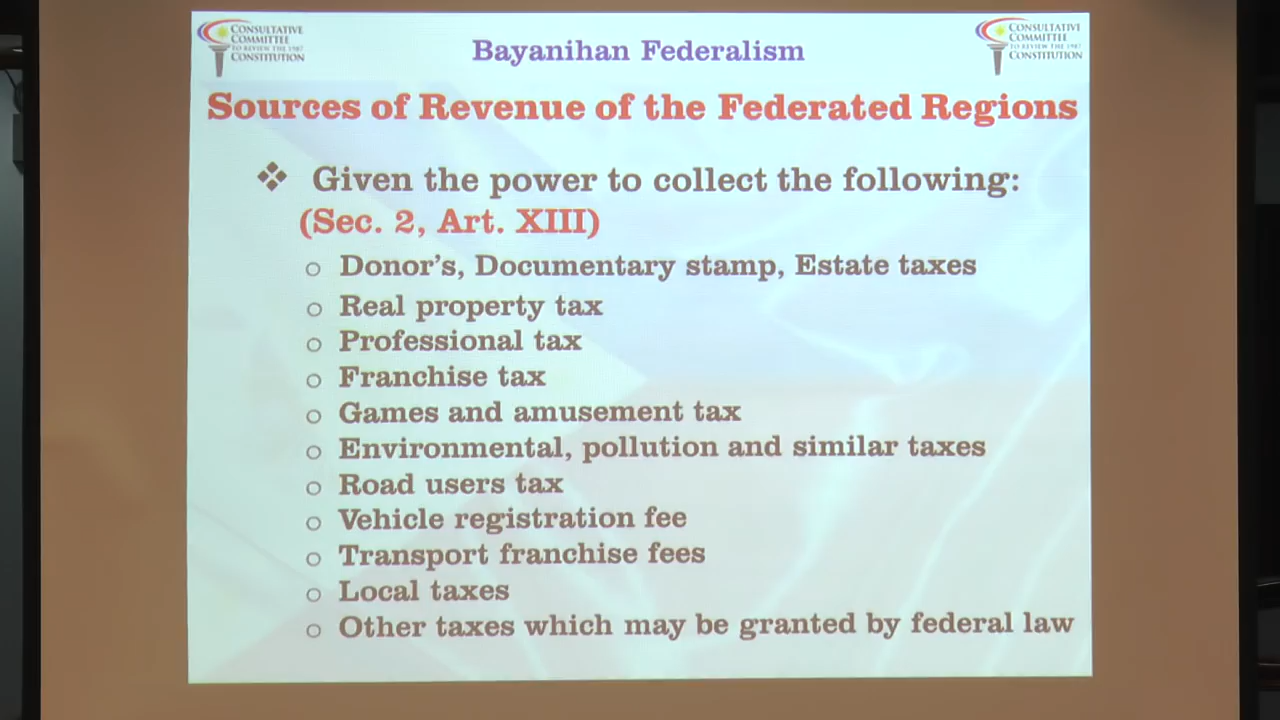 CONSULTATIVE
COMMITTEE
TO REVIEW THE 1987
CONSTITUTION
Bayanihan Federalism
CONSULTATIVE
COMMITTEE
TO REVIEW THE 1987
CONSTITUTION
Sources of Revenue of the Federated Regions
❖ Given the power to collect the following:
(Sec. 2, Art. XIII)
o Donor's, Documentary stamp, Estate taxes
o Real property tax
o Professional tax
o Franchise tax
o Games and amusement tax
o Environmental, pollution and similar taxes
o Road users tax
o Vehicle registration fee
o Transport franchise fees
o Local taxes
o Other taxes which may be granted by federal law